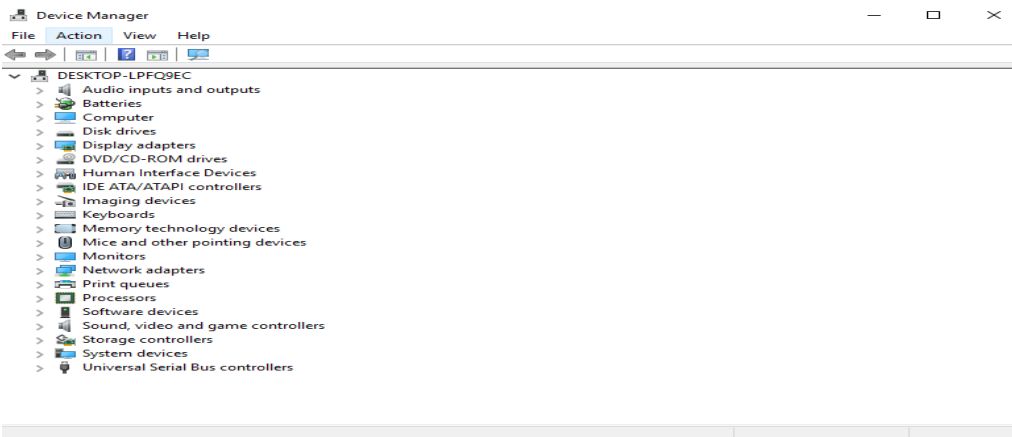 Device Manager
File Action View Help
DESKTOP-LPFQ9EC
Audio inputs and outputs
Batteries
Computer
Disk drives
Display adapters
DVD/CD-ROM drives
Human Interface Devices
IDE ATA/ATAPI controllers
Imaging devices
Keyboards
Memory technology devices
Mice and other pointing devices
Monitors
Network adapters
Print queues
Processors
Software devices
Sound, video and game controllers
Storage controllers
System devices
Universal Serial Bus controllers